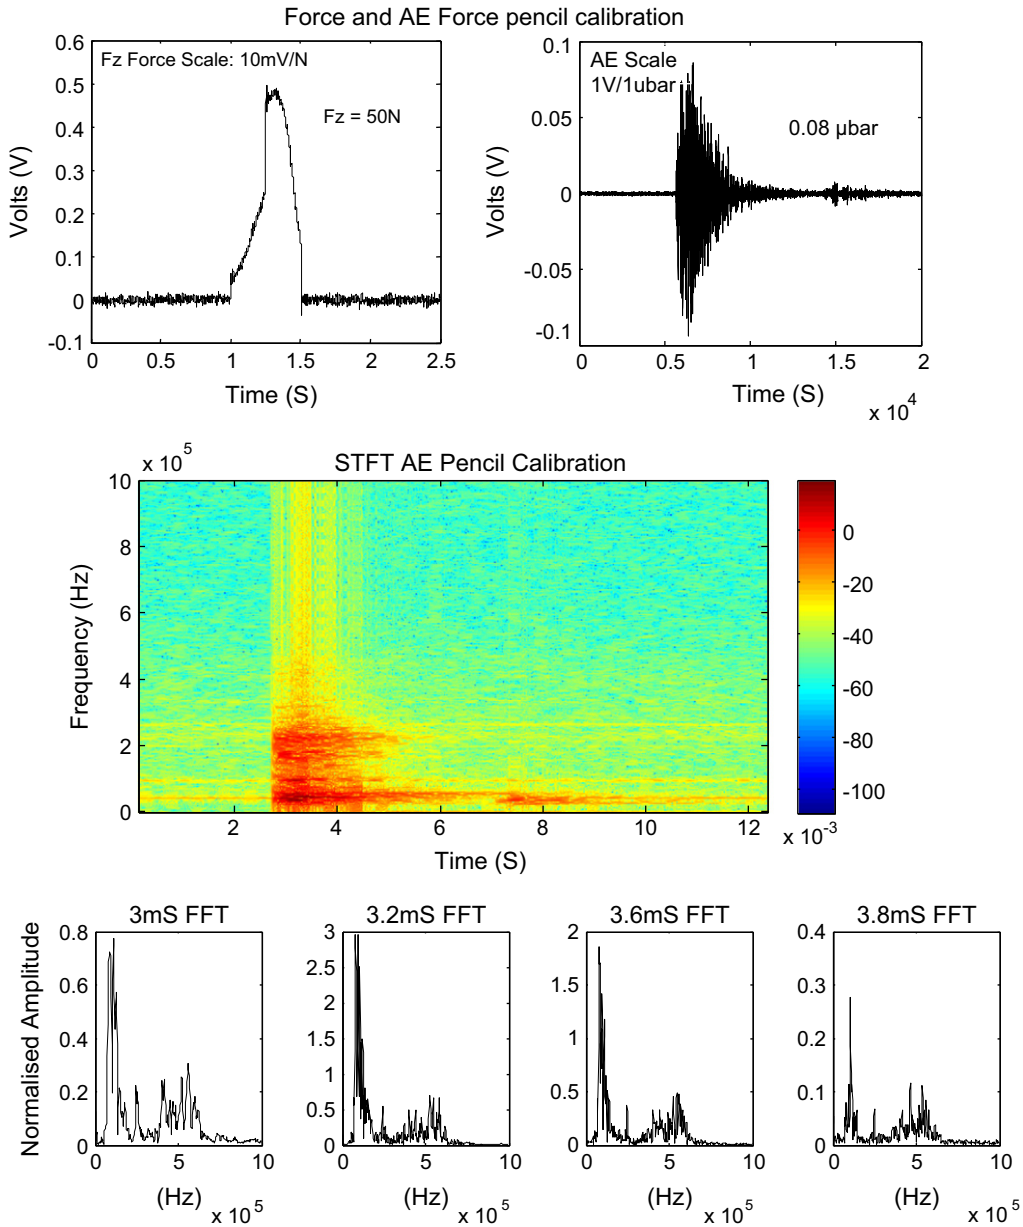 Force and AE Force pencil calibration
0.6
0.5
0.4
0.3
0.2
0.1
0
-0.1
Volts (V)
Fz Force Scale: 10mV/N
Fz = 50N
0
1
1.5
2
2.5
Time (S)
0.1
0.05
0
-0.05
-0.1
Volts (V)
AE Scale
1V/1ubar
0.08 µbar
0
0.5
1
1.5
2
Time (S)
x 10^4
x 10^5
STFT AE Pencil Calibration
10
8
6
4
2
0
Frequency (Hz)
2
4
6
8
10
12
x 10^-3
Time (S)
0
-20
-40
-60
-80
-100
3mS FFT
Normalised Amplitude
0.8
0.6
0.4
0.2
0
0
5
10
(Hz)
x 10^5
3.2mS FFT
3
2.5
2
1.5
1
0.5
0
0
5
10
(Hz)
x 10^5
3.6mS FFT
2
1.5
1
0.5
0
0
5
10
(Hz)
x 10^5
3.8mS FFT
0.4
0.3
0.2
0.1
0
0
5
10
(Hz)
x 10^5